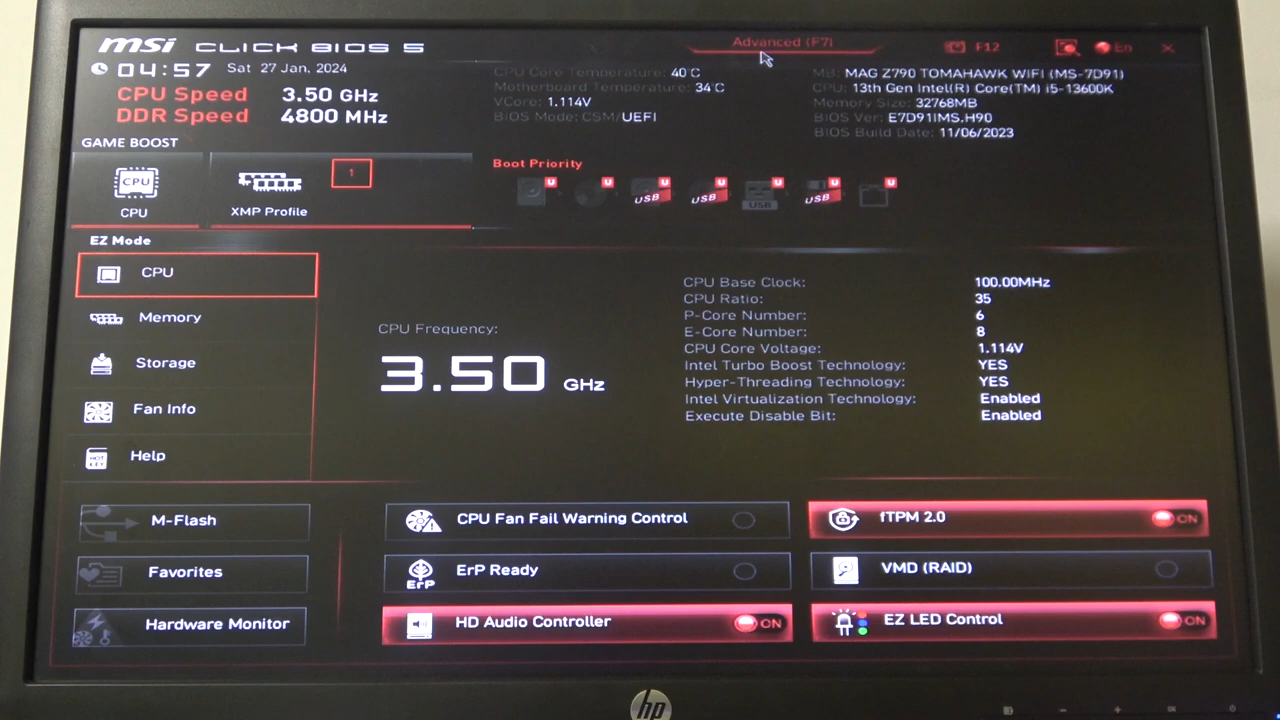 msi CLICK BIOS 5
Advanced (F7)
F12
En
04:57 Sat 27 Jan, 2024
CPU Speed 3.50 GHz
DDR Speed 4800 MHz
CPU Core Temperature: 40°C
Motherboard Temperature: 34°C
VCore: 1.114V
BIOS Mode: CSM/UEFI
MB: MAG Z790 TOMAHAWK WIFI (MS-7D91)
CPU: 13th Gen Intel(R) Core(TM) i5-13600K
Memory Size: 32768MB
BIOS Ver: E7D91IMS.H90
BIOS Build Date: 11/06/2023
GAME BOOST
CPU
CPU
XMP Profile
1
Boot Priority
U U U U U U U
USB USB USB USB
EZ Mode
CPU
Memory
Storage
Fan Info
HOT KEY
Help
CPU Frequency:
3.50 GHz
CPU Base Clock: 100.00MHz
CPU Ratio: 35
P-Core Number: 6
E-Core Number: 8
CPU Core Voltage: 1.114V
Intel Turbo Boost Technology: YES
Hyper-Threading Technology: YES
Intel Virtualization Technology: Enabled
Execute Disable Bit: Enabled
M-Flash
Favorites
Hardware Monitor
CPU Fan Fail Warning Control
ErP
ErP Ready
HD Audio Controller ON
fTPM 2.0 ON
VMD (RAID)
EZ LED Control ON
hp